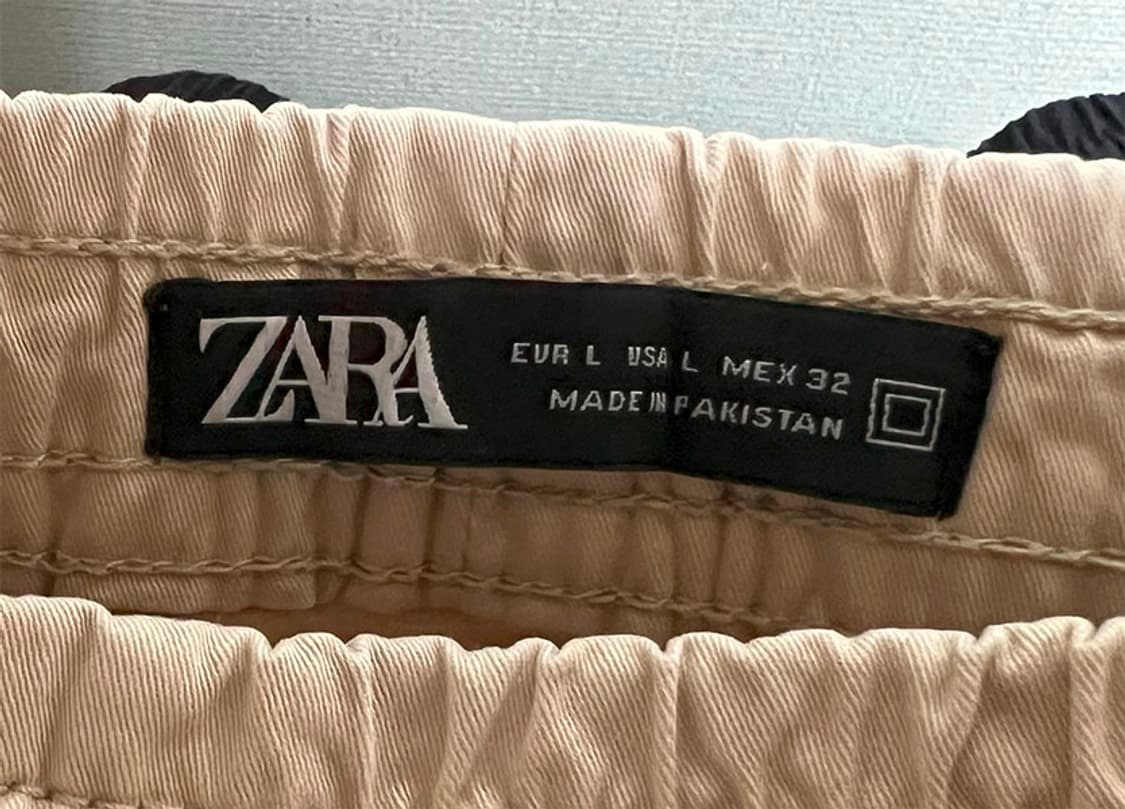 ZARA
EUR L USA L MEX 32
MADE IN PAKISTAN